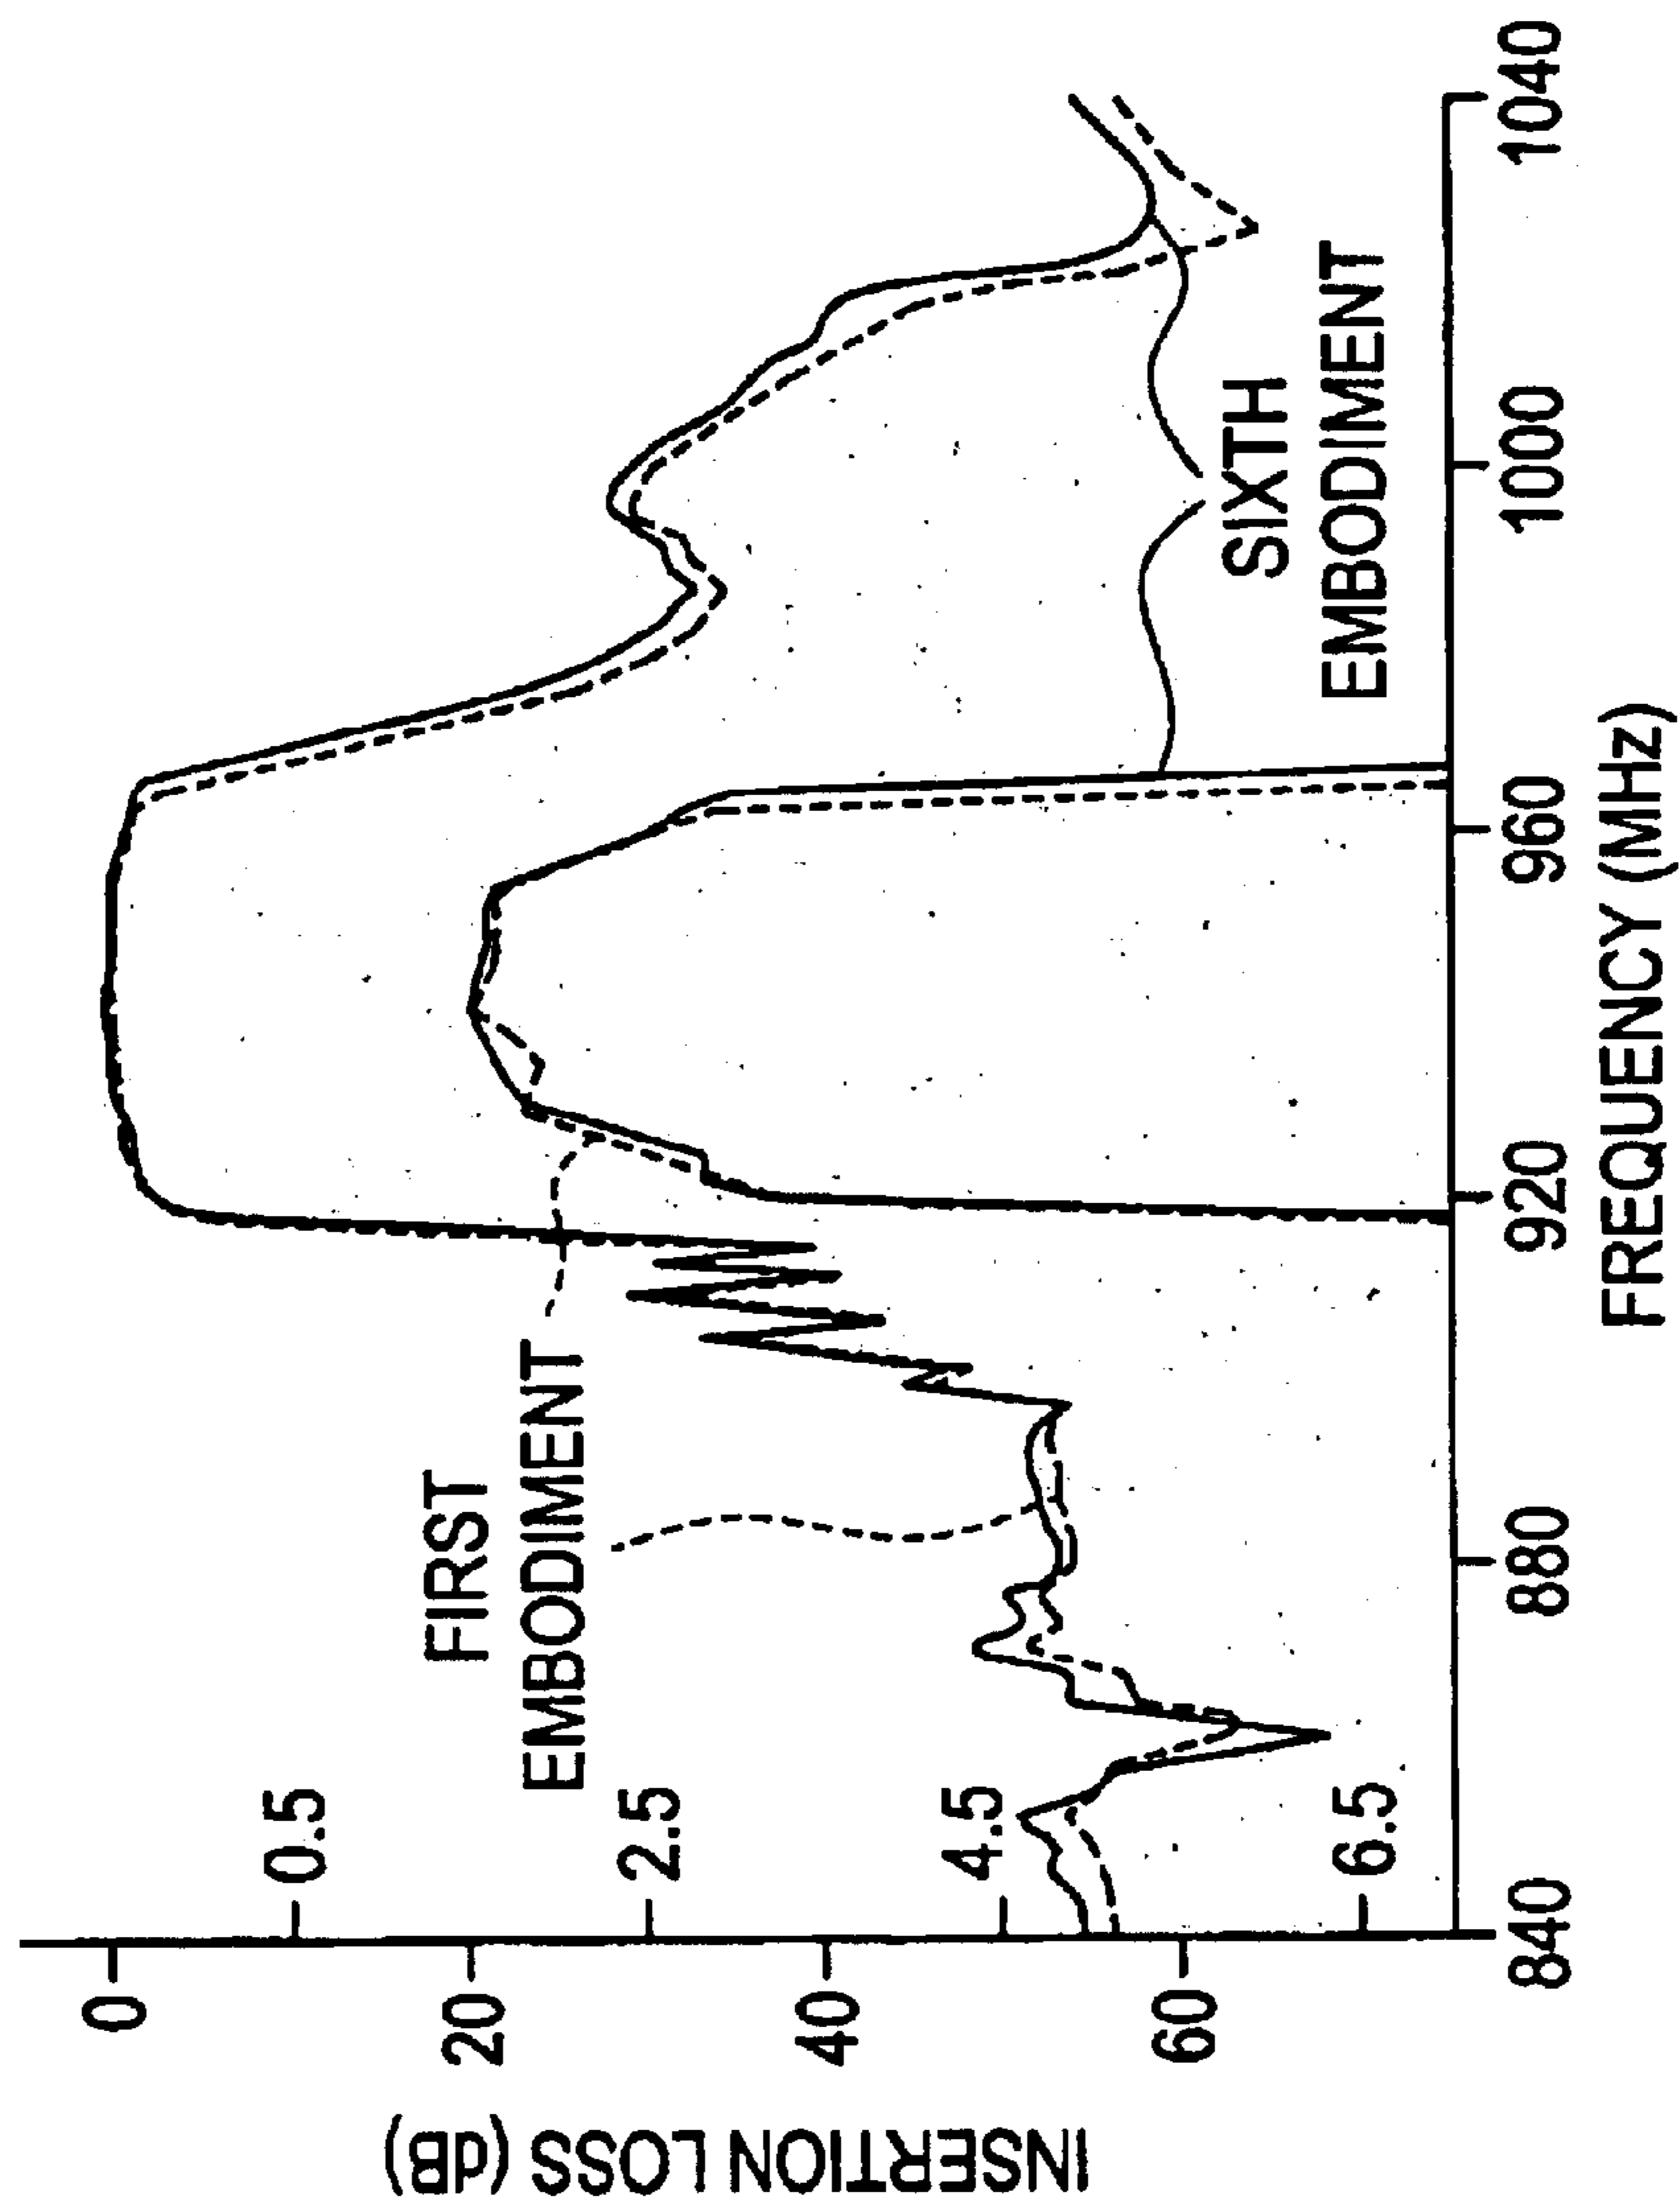 INSERTION LOSS (dB)
0
20
40
60
0.5
2.5
4.5
6.5
FIRST
EMBODIMENT
SIXTH
EMBODIMENT
840
880
920
960
1000
1040
FREQUENCY (MHz)